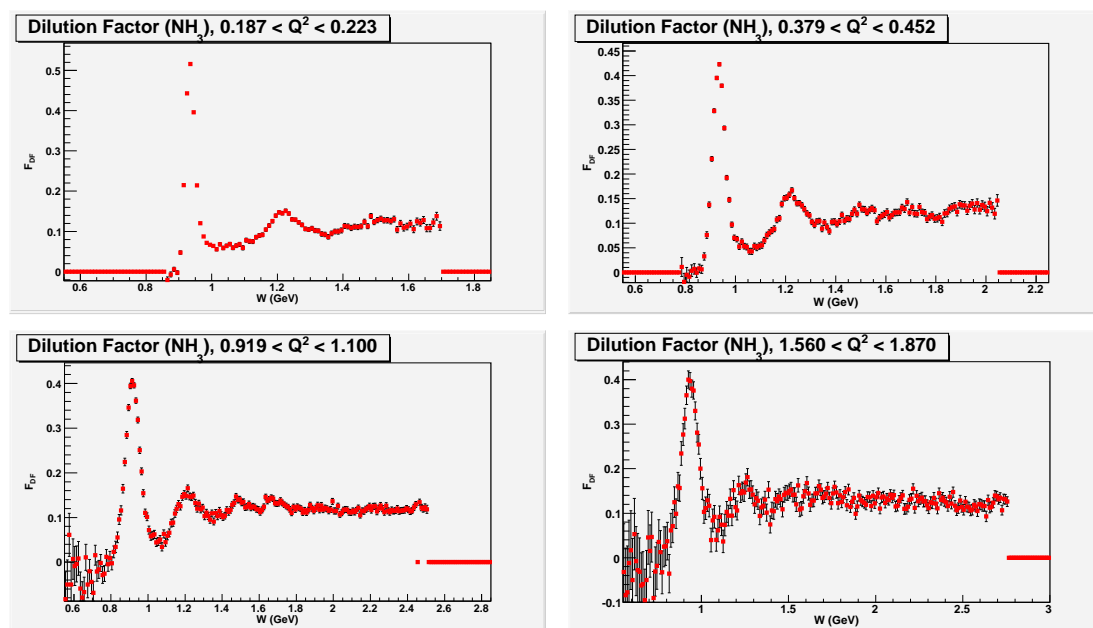 Dilution Factor (NH3), 0.187 < Q2 < 0.223
0.5
0.4
0.3
0.2
0.1
0
FDF
0.6 0.8 1 1.2 1.4 1.6 1.8
W (GeV)
Dilution Factor (NH3), 0.379 < Q2 < 0.452
0.45
0.4
0.35
0.3
0.25
0.2
0.15
0.1
0.05
0
FDF
0.6 0.8 1 1.2 1.4 1.6 1.8 2 2.2
W (GeV)
Dilution Factor (NH3), 0.919 < Q2 < 1.100
0.4
0.3
0.2
0.1
0
FDF
0.6 0.8 1 1.2 1.4 1.6 1.8 2 2.2 2.4 2.6 2.8
W (GeV)
Dilution Factor (NH3), 1.560 < Q2 < 1.870
0.4
0.3
0.2
0.1
0
-0.1
FDF
1 1.5 2 2.5 3
W (GeV)